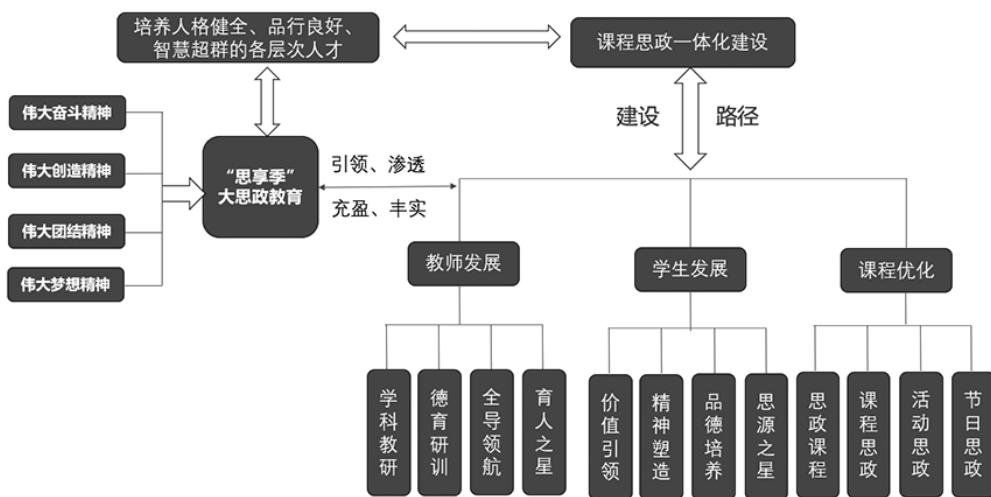 培养人格健全、品行良好、
智慧超群的各层次人才
课程思政一体化建设
建设 路径
伟大奋斗精神
伟大创造精神
伟大团结精神
伟大梦想精神
“思享季”
大思政教育
引领、渗透
充盈、丰实
教师发展
学生发展
课程优化
学科教研
德育研训
全导领航
育人之星
价值引领
精神塑造
品德培养
思源之星
思政课程
课程思政
活动思政
节日思政